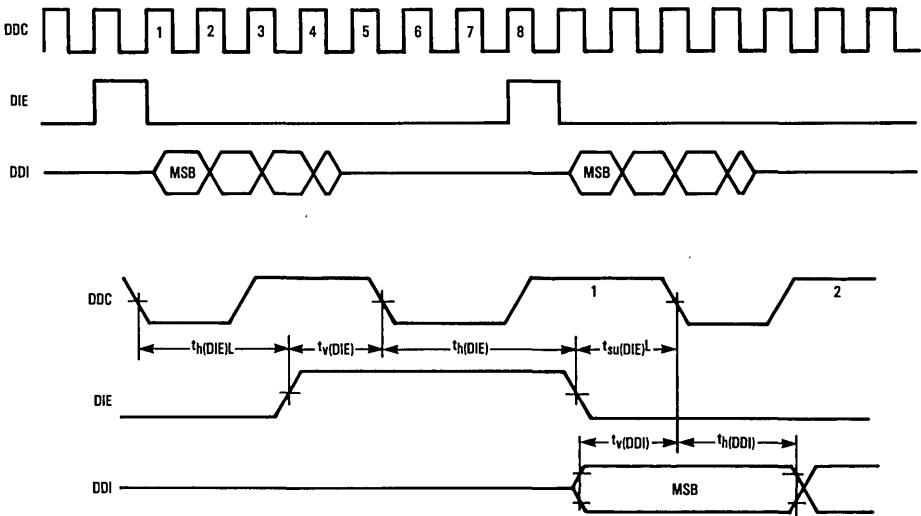 DDC 1 2 3 4 5 6 7 8
DIE
DDI MSB MSB
DDC 1 2
th(DIE)L tv(DIE) th(DIE) tsu(DIE)L
DIE
tv(DDI) th(DDI)
DDI MSB